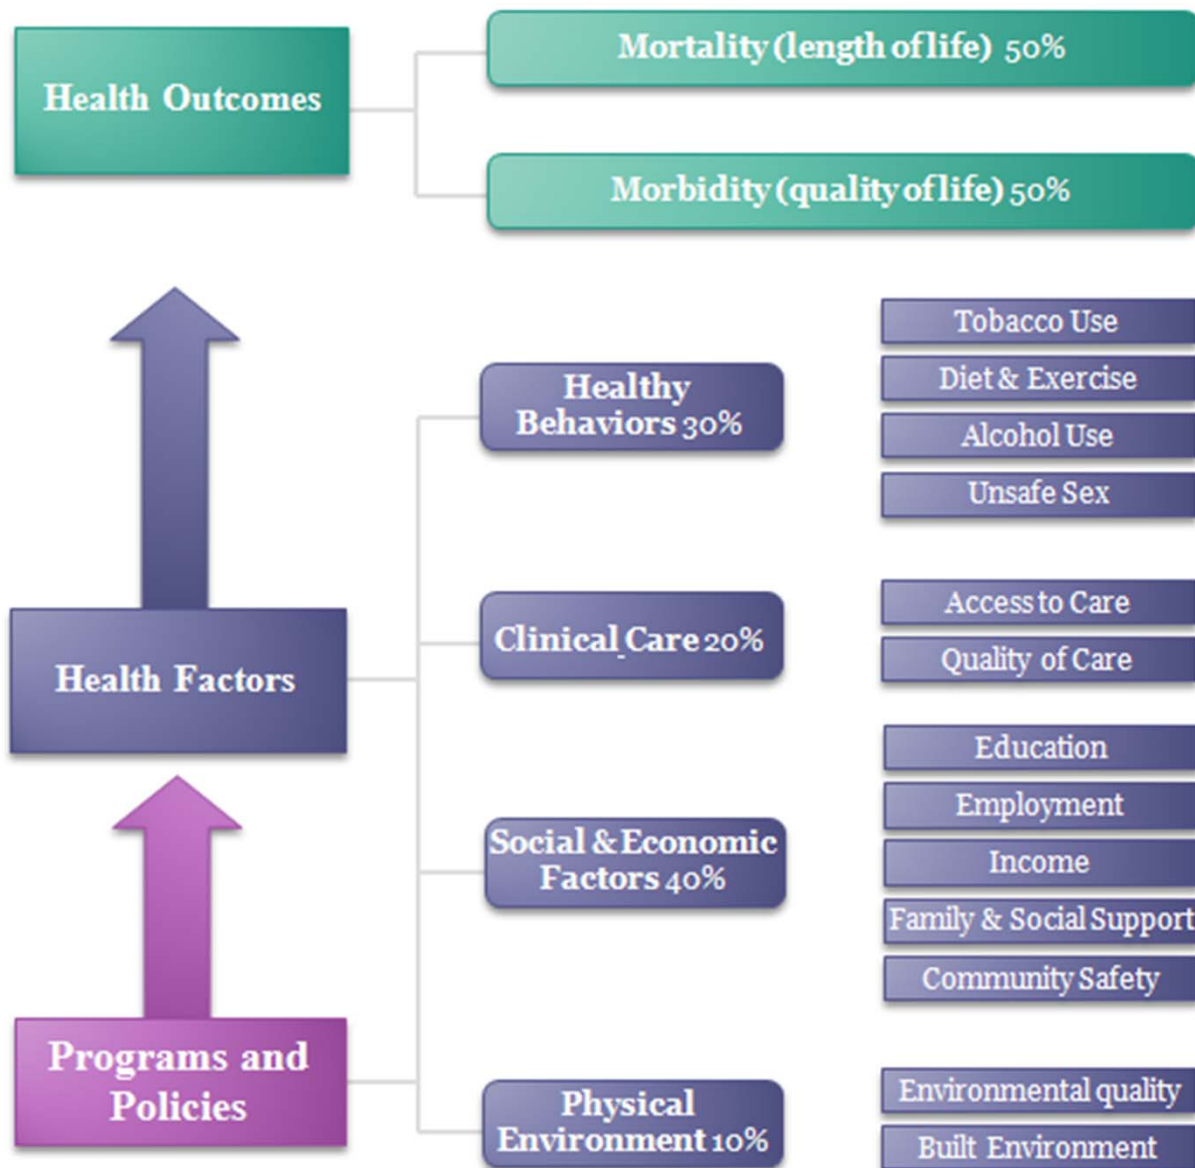 Health Outcomes
Mortality (length of life) 50%
Morbidity (quality of life) 50%
Tobacco Use
Healthy
Behaviors 30%
Diet & Exercise
Alcohol Use
Unsafe Sex
Health Factors
Clinical Care 20%
Access to Care
Quality of Care
Social & Economic
Factors 40%
Education
Employment
Income
Family & Social Support
Community Safety
Programs and
Policies
Physical
Environment 10%
Environmental quality
Built Environment